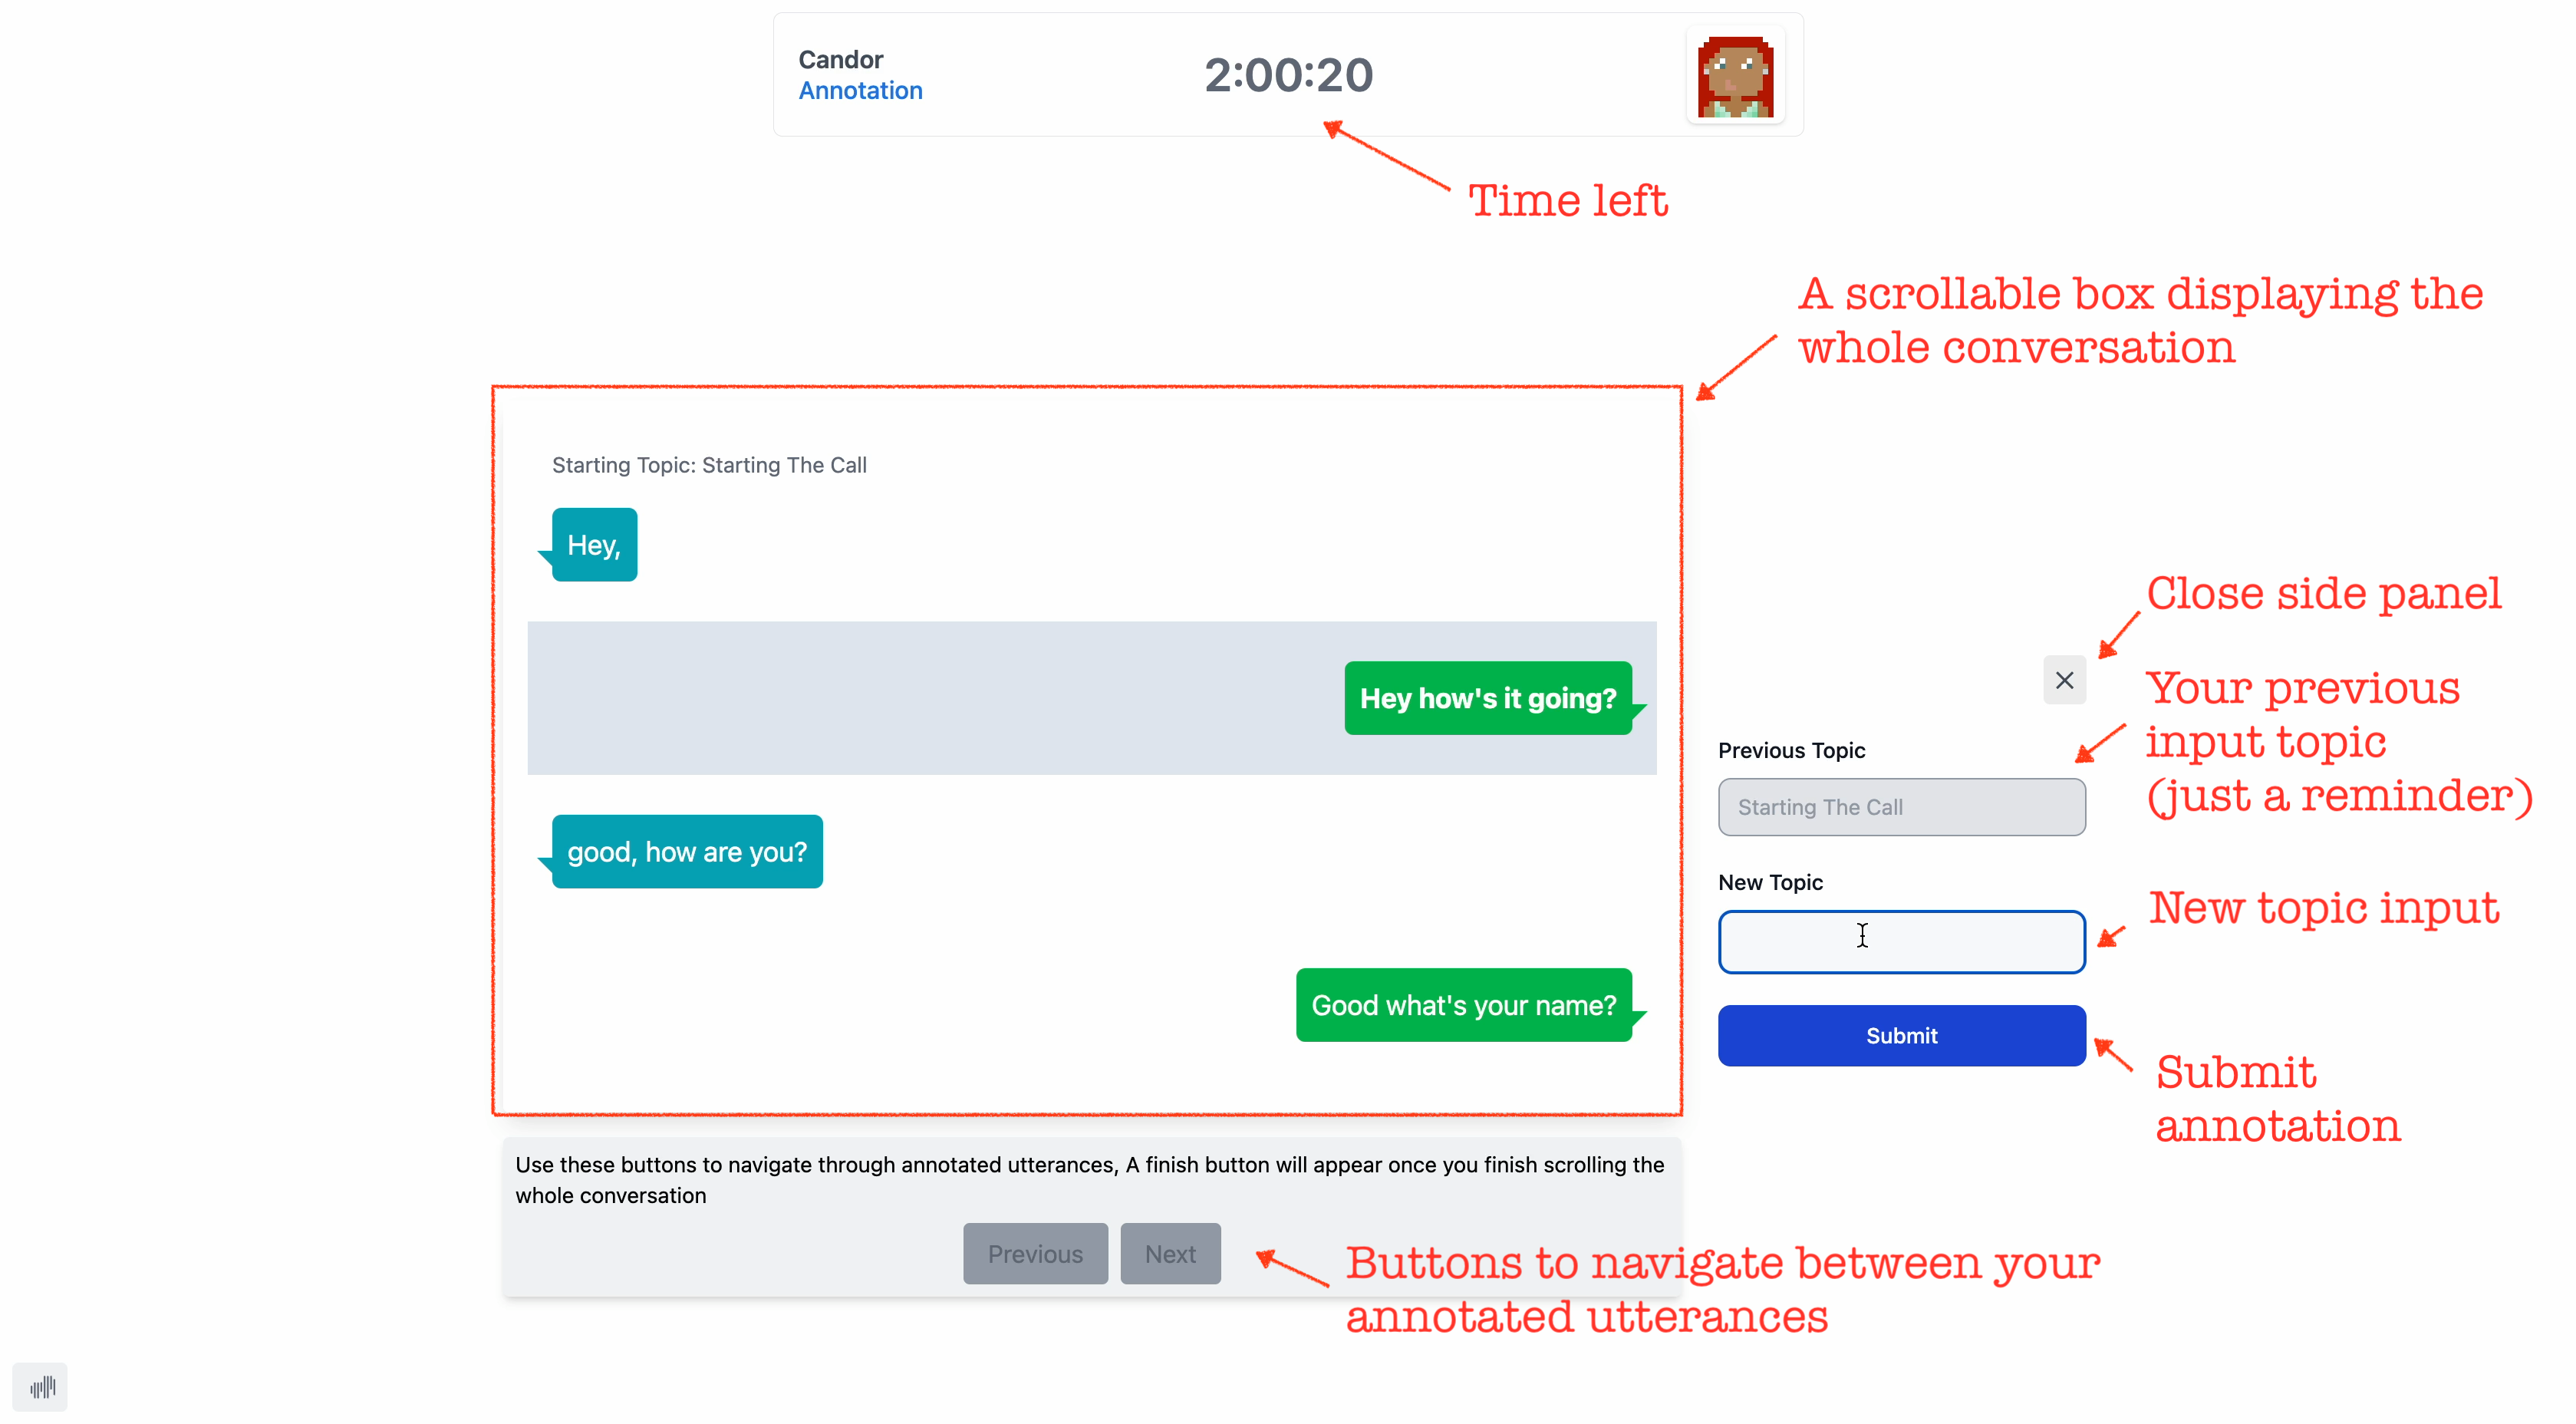 Candor
Annotation
2:00:20
Time left
A scrollable box displaying the
whole conversation
Starting Topic: Starting The Call
Hey,
Hey how's it going?
good, how are you?
Good what's your name?
Close side panel
Your previous
input topic
(just a reminder)
Previous Topic
Starting The Call
New Topic
New topic input
Submit
Submit
annotation
Use these buttons to navigate through annotated utterances, A finish button will appear once you finish scrolling the
whole conversation
Previous
Next
Buttons to navigate between your
annotated utterances